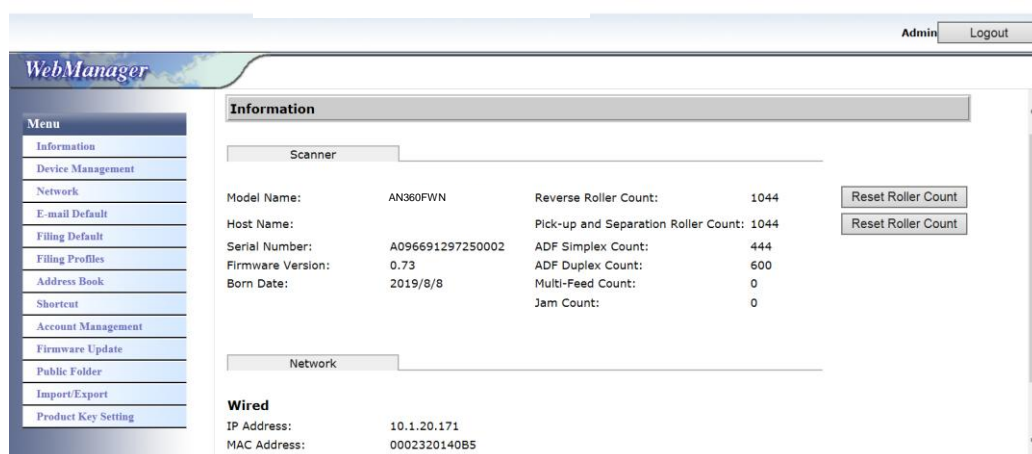 Admin Logout
WebManager
Menu
Information
Device Management
Network
E-mail Default
Filing Default
Filing Profiles
Address Book
Shortcut
Account Management
Firmware Update
Public Folder
Import/Export
Product Key Setting
Information
Scanner
Model Name: AN360FWN Reverse Roller Count: 1044 Reset Roller Count
Host Name: Pick-up and Separation Roller Count: 1044 Reset Roller Count
Serial Number: A096691297250002 ADF Simplex Count: 444
Firmware Version: 0.73 ADF Duplex Count: 600
Born Date: 2019/8/8 Multi-Feed Count: 0
Jam Count: 0
Network
Wired
IP Address: 10.1.20.171
MAC Address: 0002320140B5